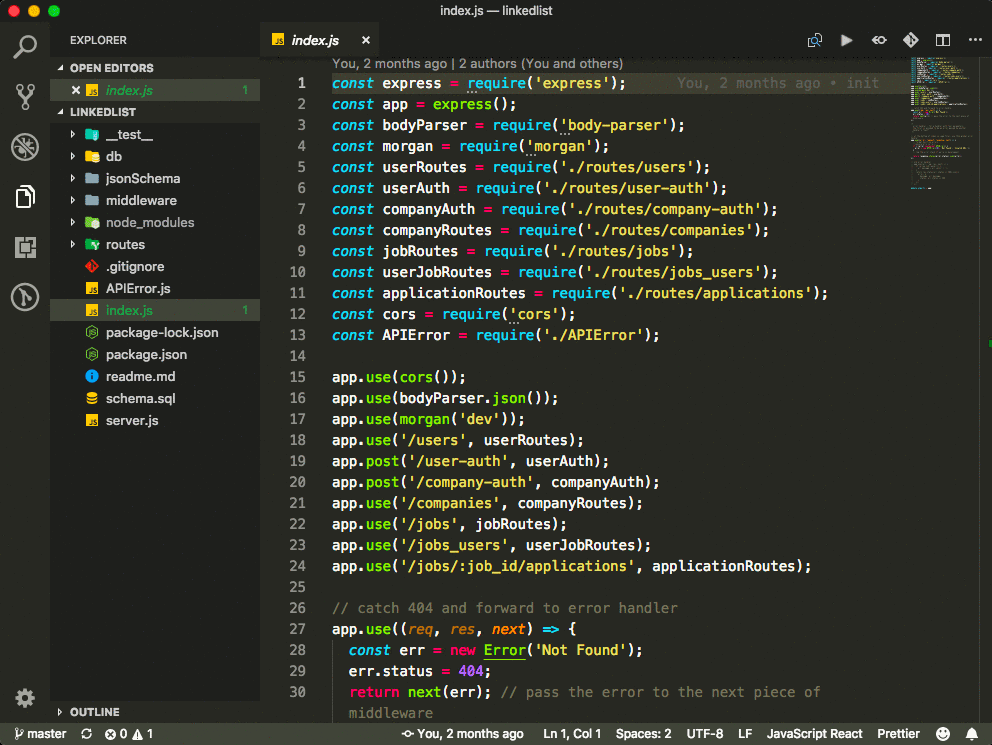 index.js — linkedlist
EXPLORER
OPEN EDITORS
index.js 1
LINKEDLIST
__test__
db
jsonSchema
middleware
node_modules
routes
.gitignore
APIError.js
index.js 1
package-lock.json
package.json
readme.md
schema.sql
server.js
OUTLINE
index.js
You, 2 months ago | 2 authors (You and others)
1 const express = require('express'); You, 2 months ago • init
2 const app = express();
3 const bodyParser = require('body-parser');
4 const morgan = require('morgan');
5 const userRoutes = require('./routes/users');
6 const userAuth = require('./routes/user-auth');
7 const companyAuth = require('./routes/company-auth');
8 const companyRoutes = require('./routes/companies');
9 const jobRoutes = require('./routes/jobs');
10 const userJobRoutes = require('./routes/jobs_users');
11 const applicationRoutes = require('./routes/applications');
12 const cors = require('cors');
13 const APIError = require('./APIError');
14
15 app.use(cors());
16 app.use(bodyParser.json());
17 app.use(morgan('dev'));
18 app.use('/users', userRoutes);
19 app.post('/user-auth', userAuth);
20 app.post('/company-auth', companyAuth);
21 app.use('/companies', companyRoutes);
22 app.use('/jobs', jobRoutes);
23 app.use('/jobs_users', userJobRoutes);
24 app.use('/jobs/:job_id/applications', applicationRoutes);
25
26 // catch 404 and forward to error handler
27 app.use((req, res, next) => {
28 const err = new Error('Not Found');
29 err.status = 404;
30 return next(err); // pass the error to the next piece of
middleware
master 0 1 You, 2 months ago Ln 1, Col 1 Spaces: 2 UTF-8 LF JavaScript React Prettier